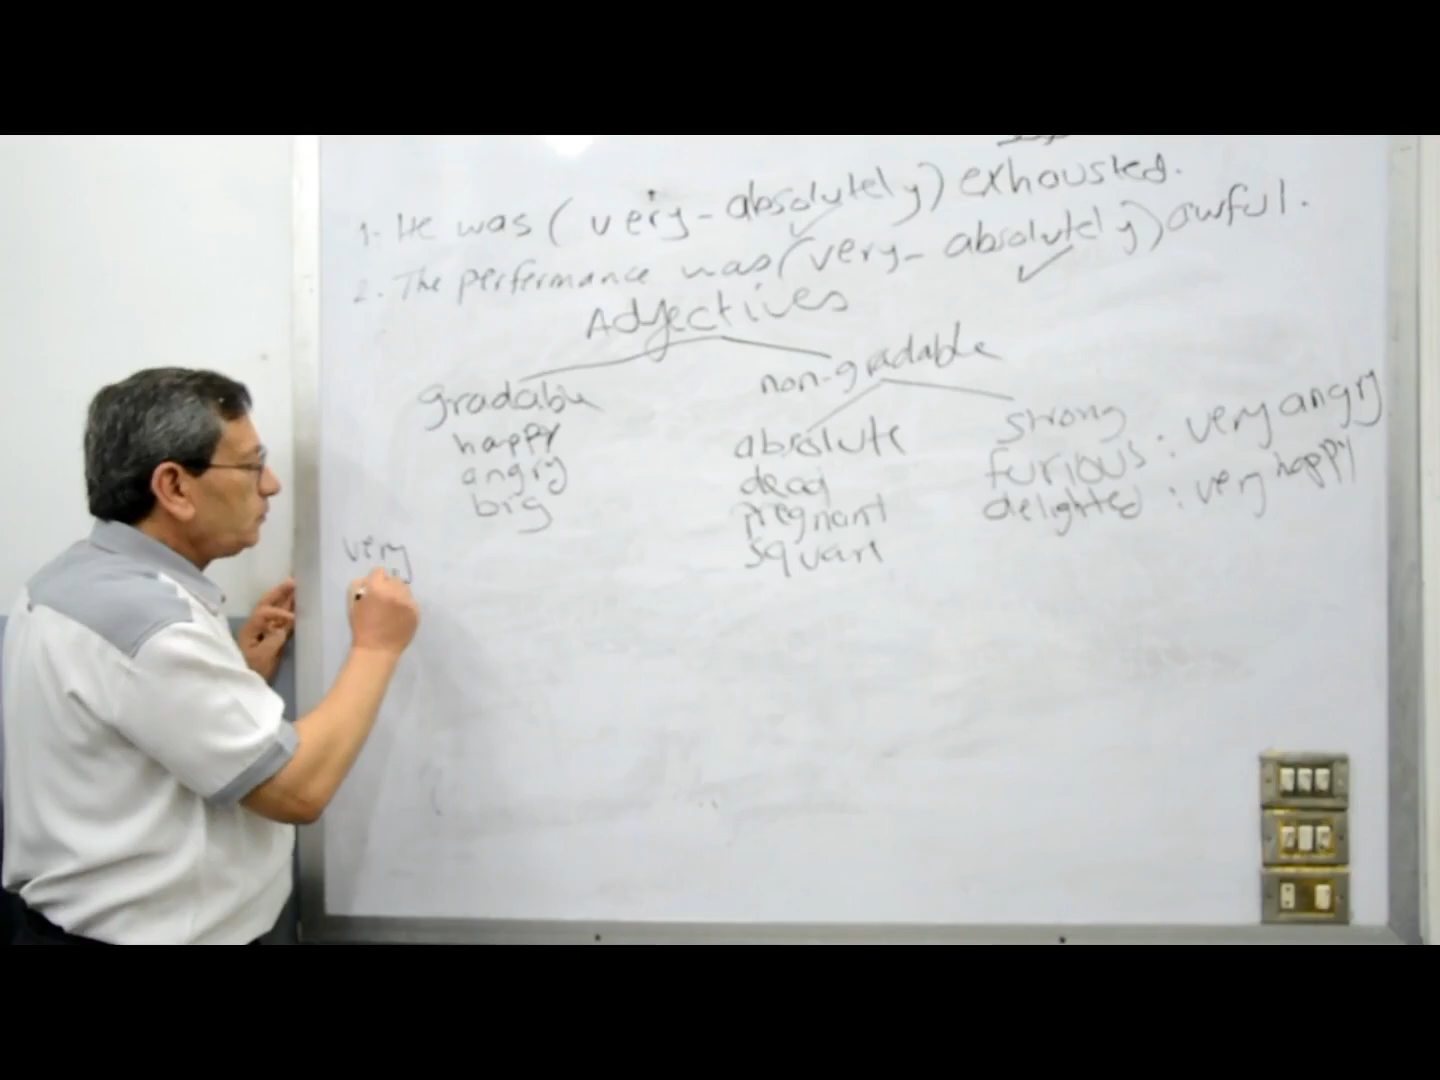 1. He was (very - absolutely) exhausted.
2. The performance was (very - absolutely) awful.
Adjectives
gradable
non-gradable
happy
angry
big
absolute
dead
pregnant
square
strong
furious : very angry
delighted : very happy
very